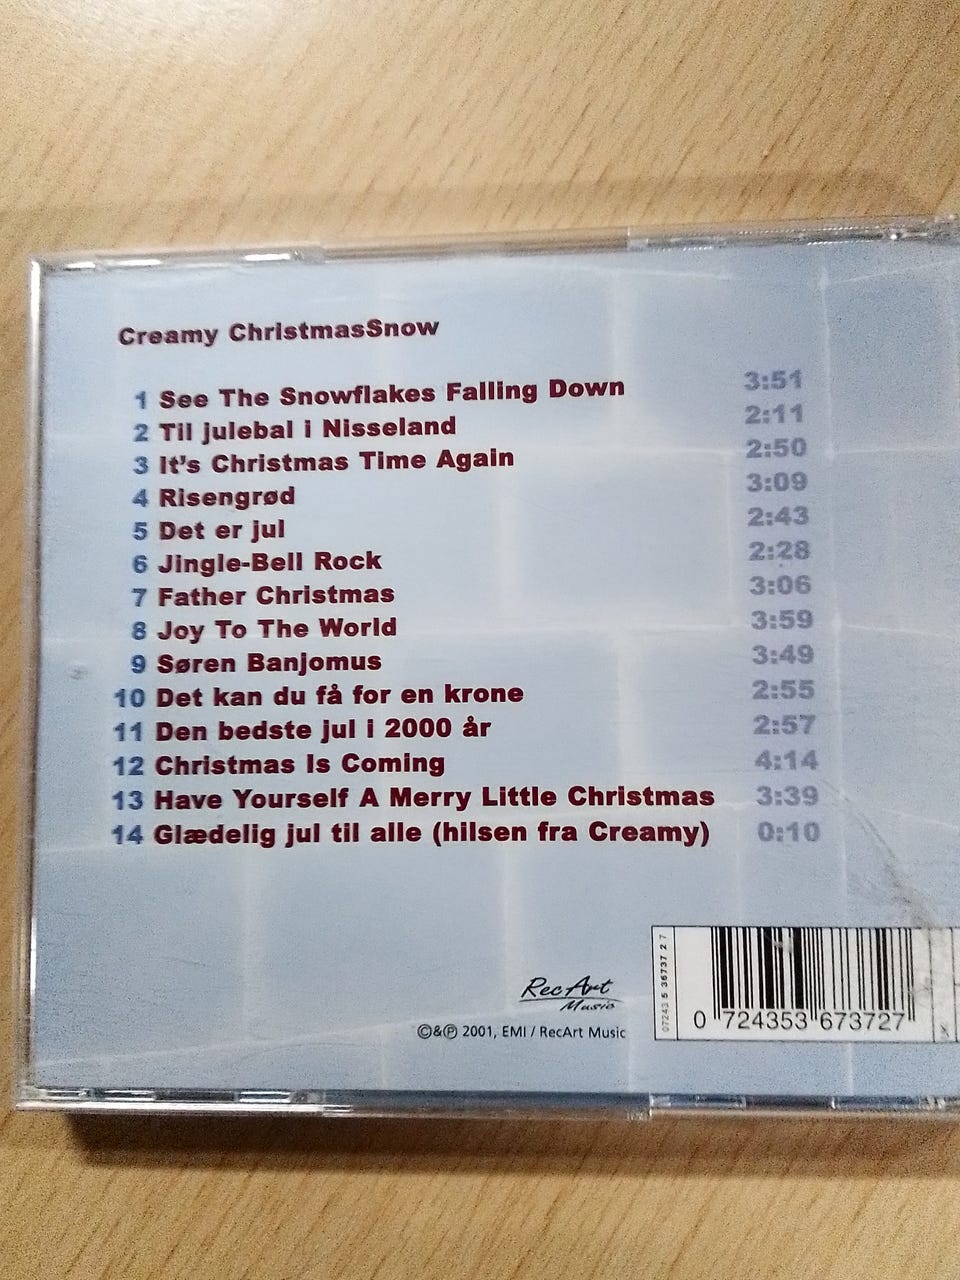 Creamy ChristmasSnow
1 See The Snowflakes Falling Down 3:51
2 Til julebal i Nisseland 2:11
3 It's Christmas Time Again 2:50
4 Risengrød 3:09
5 Det er jul 2:43
6 Jingle-Bell Rock 2:28
7 Father Christmas 3:06
8 Joy To The World 3:59
9 Søren Banjomus 3:49
10 Det kan du få for en krone 2:55
11 Den bedste jul i 2000 år 2:57
12 Christmas Is Coming 4:14
13 Have Yourself A Merry Little Christmas 3:39
14 Glædelig jul til alle (hilsen fra Creamy) 0:10
RecArt
Music
©&℗ 2001, EMI / RecArt Music
07243 5 36737 2 7
0 724353 673727